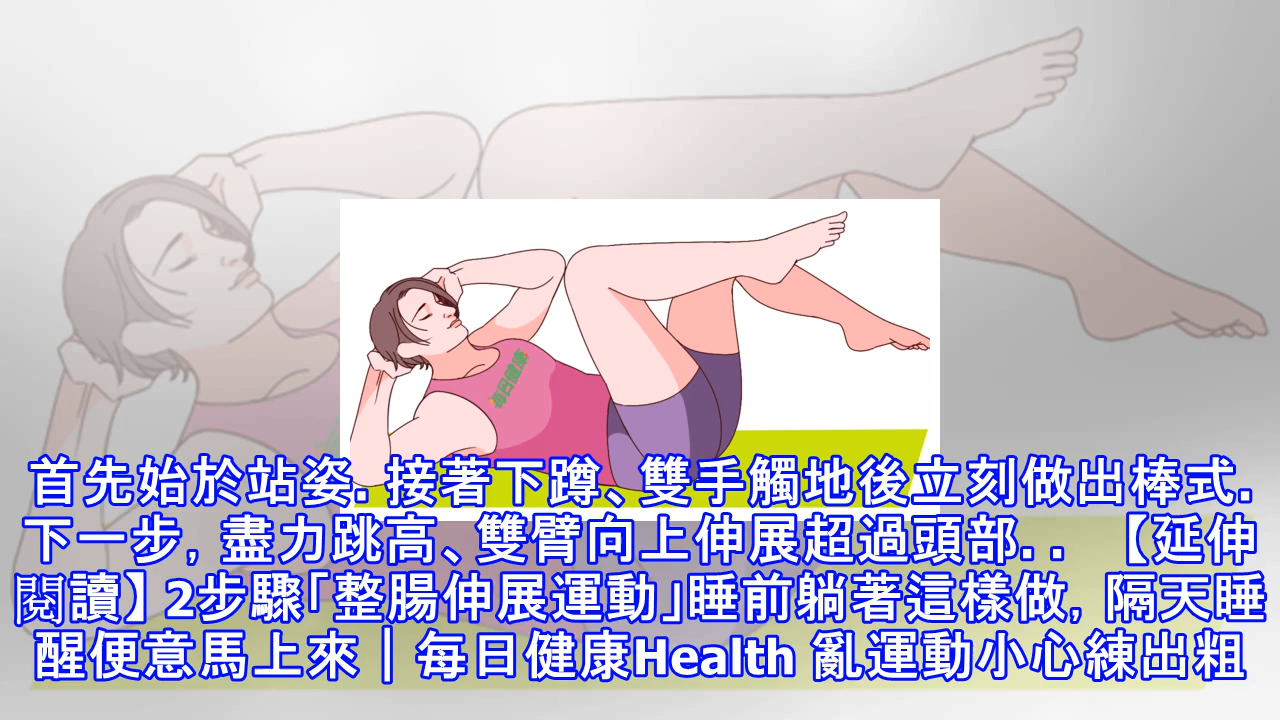 每日健康
首先始於站姿.接著下蹲、雙手觸地後立刻做出棒式.
下一步, 盡力跳高、雙臂向上伸展超過頭部. . 【延伸
閱讀】2步驟「整腸伸展運動」睡前躺著這樣做, 隔天睡
醒便意馬上來｜每日健康Health 亂運動小心練出粗